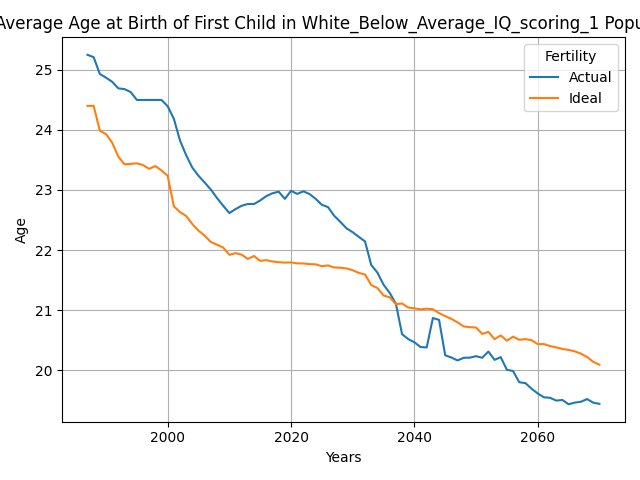 Average Age at Birth of First Child in White_Below_Average_IQ_scoring_1 Popu
Fertility
Actual
Ideal
25
24
23
22
21
20
Age
2000
2020
2040
2060
Years